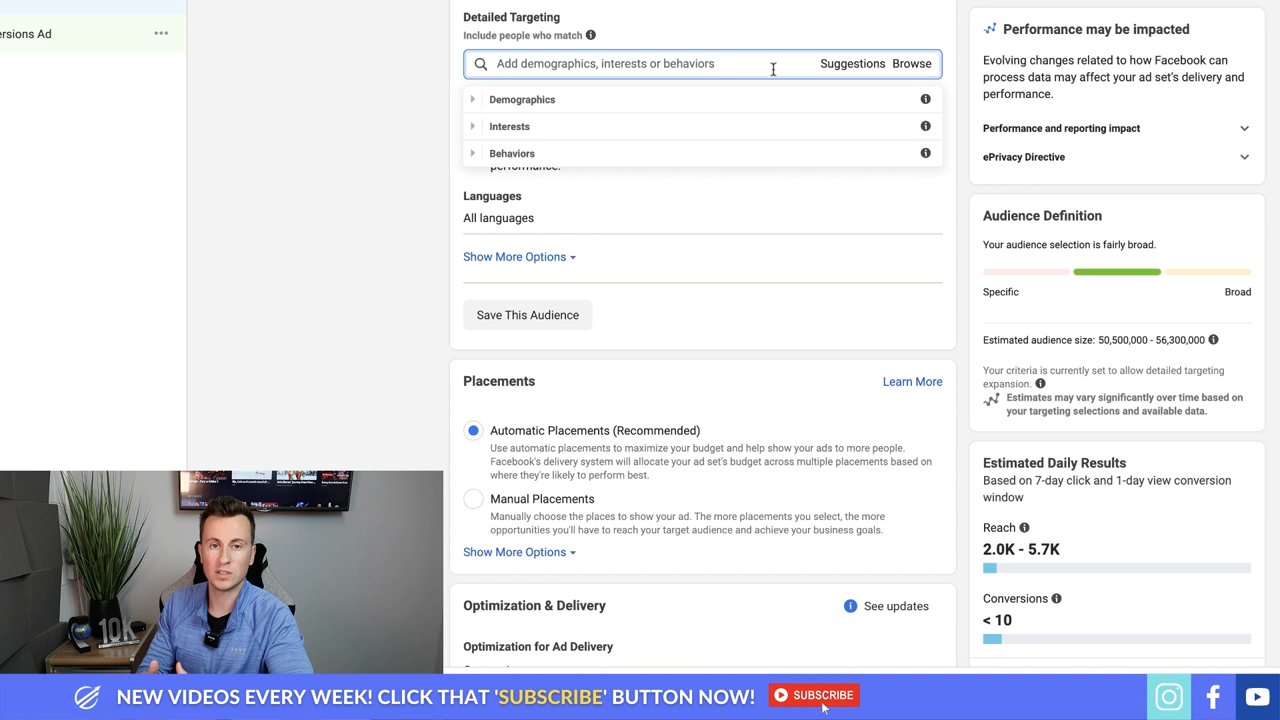 ersions Ad
Detailed Targeting
Include people who match
Add demographics, interests or behaviors
Suggestions Browse
Demographics
Interests
Behaviors
performance.
Languages
All languages
Show More Options
Save This Audience
Placements
Learn More
Automatic Placements (Recommended)
Use automatic placements to maximize your budget and help show your ads to more people.
Facebook's delivery system will allocate your ad set's budget across multiple placements based on
where they're likely to perform best.
Manual Placements
Manually choose the places to show your ad. The more placements you select, the more
opportunities you'll have to reach your target audience and achieve your business goals.
Show More Options
Optimization & Delivery
See updates
Optimization for Ad Delivery
Performance may be impacted
Evolving changes related to how Facebook can
process data may affect your ad set's delivery and
performance.
Performance and reporting impact
ePrivacy Directive
Audience Definition
Your audience selection is fairly broad.
Specific
Broad
Estimated audience size: 50,500,000 - 56,300,000
Your criteria is currently set to allow detailed targeting
expansion.
Estimates may vary significantly over time based on
your targeting selections and available data.
Estimated Daily Results
Based on 7-day click and 1-day view conversion
window
Reach
2.0K - 5.7K
Conversions
< 10
10K
NEW VIDEOS EVERY WEEK! CLICK THAT 'SUBSCRIBE' BUTTON NOW!
SUBSCRIBE